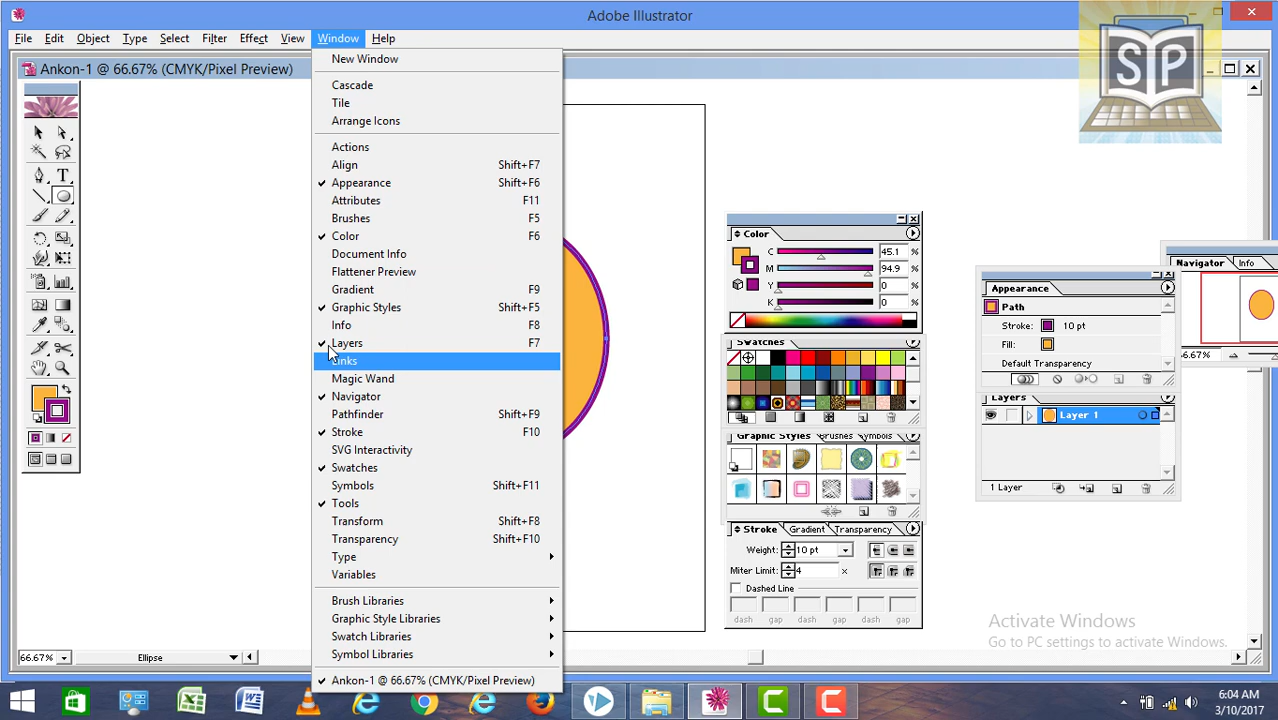 Adobe Illustrator
File Edit Object Type Select Filter Effect View Window Help
SP
Ankon-1 @ 66.67% (CMYK/Pixel Preview)
New Window
Cascade
Tile
Arrange Icons
Actions
Align Shift+F7
Appearance Shift+F6
Attributes F11
Brushes F5
Color F6
Document Info
Flattener Preview
Gradient F9
Graphic Styles Shift+F5
Info F8
Layers F7
Links
Magic Wand
Navigator
Pathfinder Shift+F9
Stroke F10
SVG Interactivity
Swatches
Symbols Shift+F11
Tools
Transform Shift+F8
Transparency Shift+F10
Type
Variables
Brush Libraries
Graphic Style Libraries
Swatch Libraries
Symbol Libraries
Ankon-1 @ 66.67% (CMYK/Pixel Preview)
Color
C 45.1 %
M 94.9 %
Y 0 %
K 0 %
Swatches
Graphic Styles Brushes Symbols
Stroke Gradient Transparency
Weight: 10 pt
Miter Limit: 4 x
Dashed Line
dash gap dash gap dash gap
Appearance
Path
Stroke: 10 pt
Fill:
Default Transparency
Layers
Layer 1
1 Layer
Navigator Info
6.67%
Activate Windows
Go to PC settings to activate Windows.
66.67% Ellipse
6:04 AM
3/10/2017